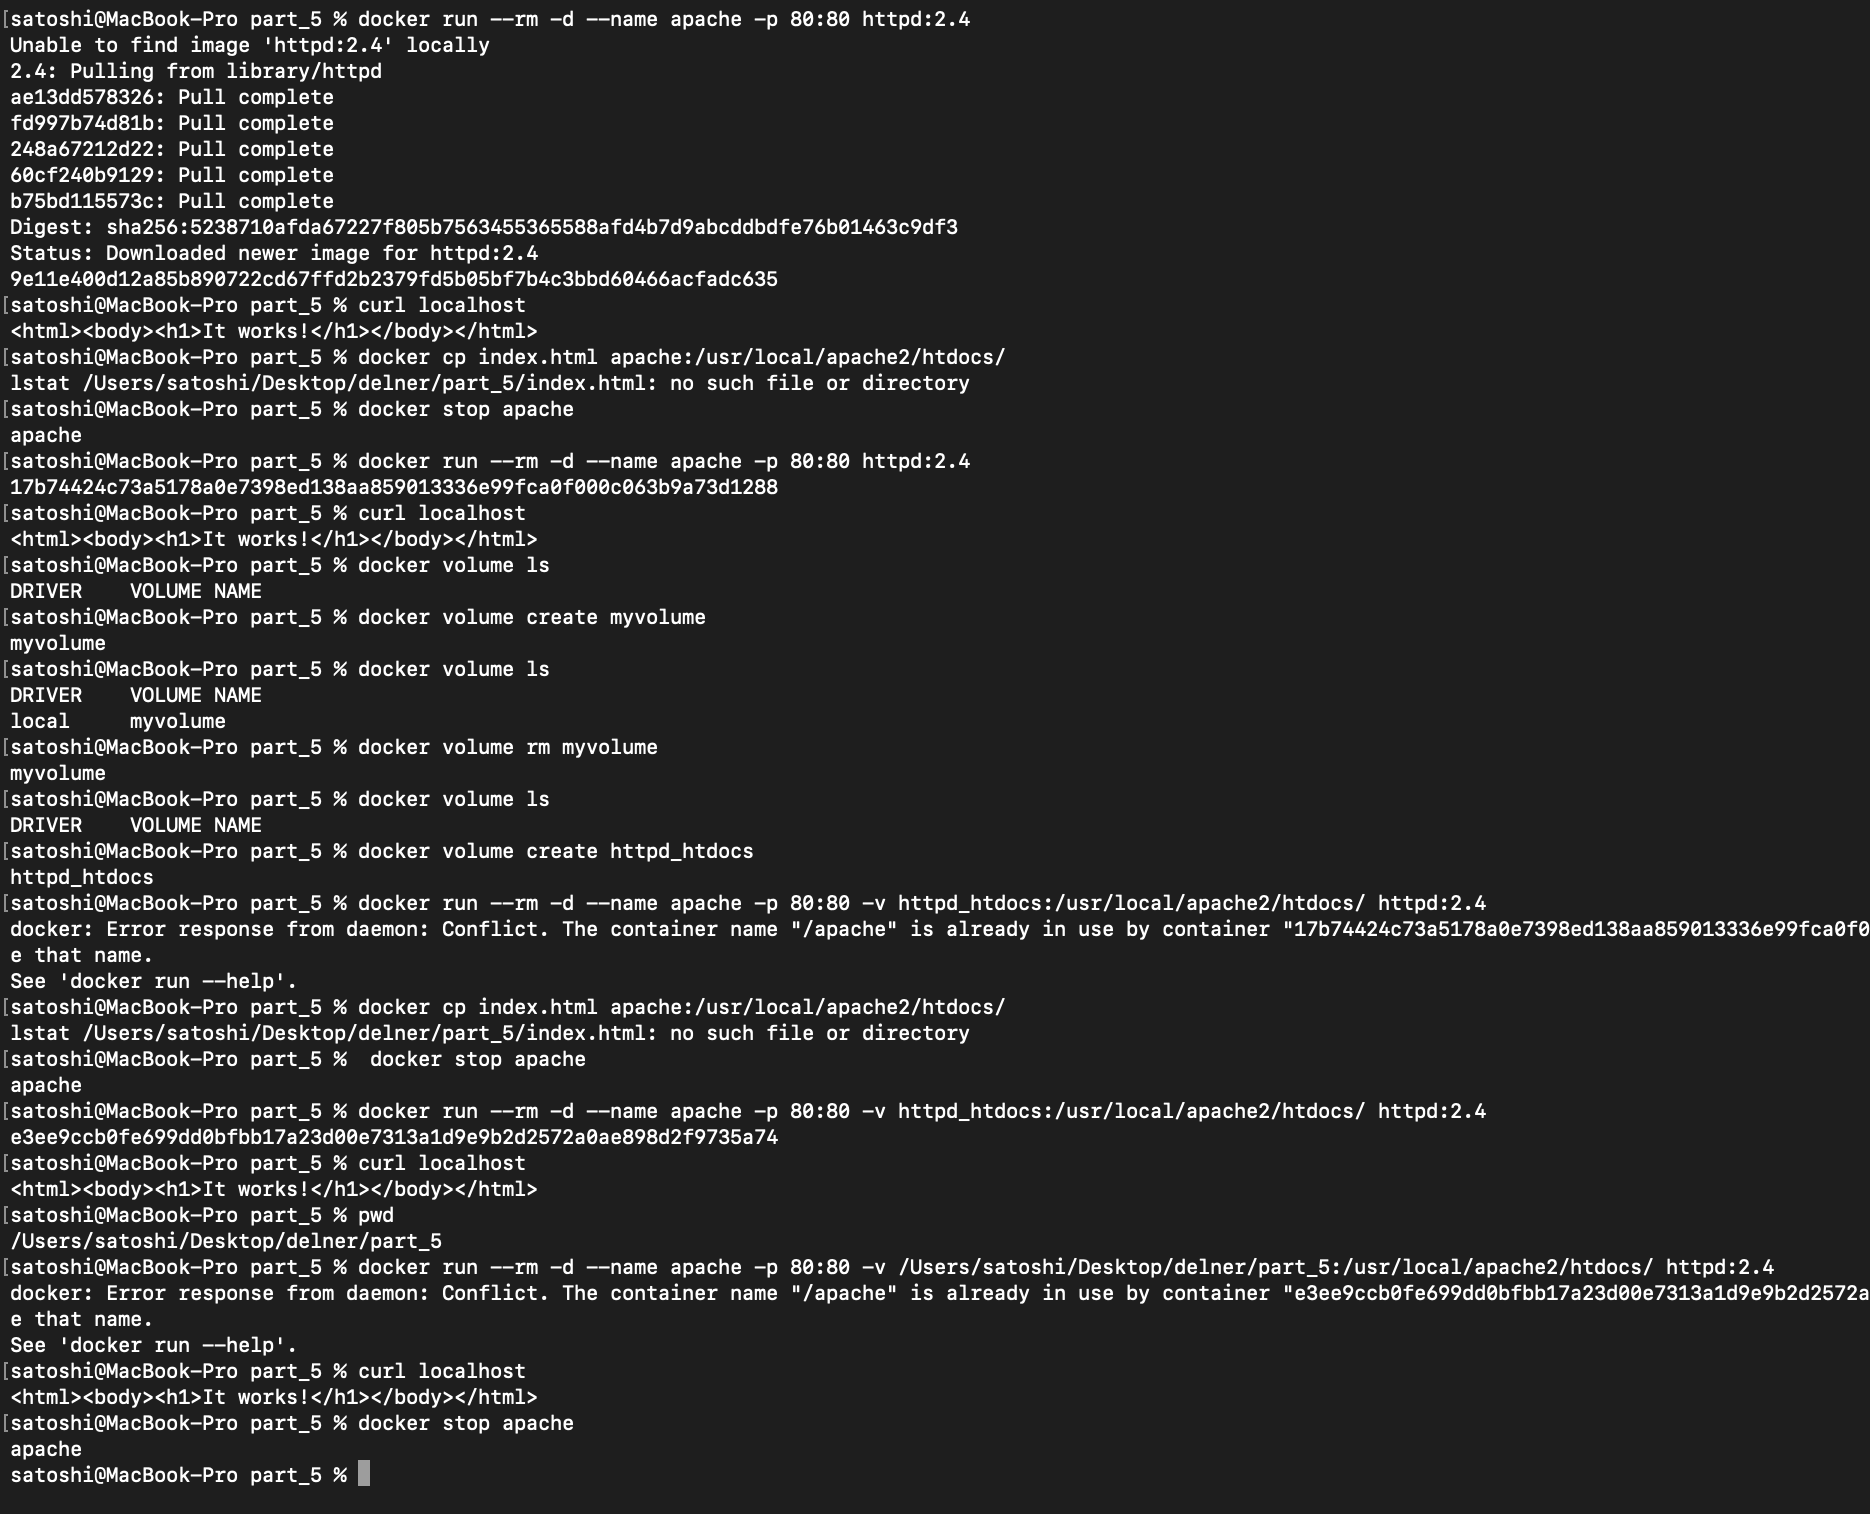 [satoshi@MacBook-Pro part_5 % docker run --rm -d --name apache -p 80:80 httpd:2.4
Unable to find image 'httpd:2.4' locally
2.4: Pulling from library/httpd
ae13dd578326: Pull complete
fd997b74d81b: Pull complete
248a67212d22: Pull complete
60cf240b9129: Pull complete
b75bd115573c: Pull complete
Digest: sha256:5238710afda67227f805b7563455365588afd4b7d9abcddbdfe76b01463c9df3
Status: Downloaded newer image for httpd:2.4
9e11e400d12a85b890722cd67ffd2b2379fd5b05bf7b4c3bbd60466acfadc635
[satoshi@MacBook-Pro part_5 % curl localhost
<html><body><h1>It works!</h1></body></html>
[satoshi@MacBook-Pro part_5 % docker cp index.html apache:/usr/local/apache2/htdocs/
lstat /Users/satoshi/Desktop/delner/part_5/index.html: no such file or directory
[satoshi@MacBook-Pro part_5 % docker stop apache
apache
[satoshi@MacBook-Pro part_5 % docker run --rm -d --name apache -p 80:80 httpd:2.4
17b74424c73a5178a0e7398ed138aa859013336e99fca0f000c063b9a73d1288
[satoshi@MacBook-Pro part_5 % curl localhost
<html><body><h1>It works!</h1></body></html>
[satoshi@MacBook-Pro part_5 % docker volume ls
DRIVER    VOLUME NAME
[satoshi@MacBook-Pro part_5 % docker volume create myvolume
myvolume
[satoshi@MacBook-Pro part_5 % docker volume ls
DRIVER    VOLUME NAME
local     myvolume
[satoshi@MacBook-Pro part_5 % docker volume rm myvolume
myvolume
[satoshi@MacBook-Pro part_5 % docker volume ls
DRIVER    VOLUME NAME
[satoshi@MacBook-Pro part_5 % docker volume create httpd_htdocs
httpd_htdocs
[satoshi@MacBook-Pro part_5 % docker run --rm -d --name apache -p 80:80 -v httpd_htdocs:/usr/local/apache2/htdocs/ httpd:2.4
docker: Error response from daemon: Conflict. The container name "/apache" is already in use by container "17b74424c73a5178a0e7398ed138aa859013336e99fca0f0
e that name.
See 'docker run --help'.
[satoshi@MacBook-Pro part_5 % docker cp index.html apache:/usr/local/apache2/htdocs/
lstat /Users/satoshi/Desktop/delner/part_5/index.html: no such file or directory
[satoshi@MacBook-Pro part_5 %  docker stop apache
apache
[satoshi@MacBook-Pro part_5 % docker run --rm -d --name apache -p 80:80 -v httpd_htdocs:/usr/local/apache2/htdocs/ httpd:2.4
e3ee9ccb0fe699dd0bfbb17a23d00e7313a1d9e9b2d2572a0ae898d2f9735a74
[satoshi@MacBook-Pro part_5 % curl localhost
<html><body><h1>It works!</h1></body></html>
[satoshi@MacBook-Pro part_5 % pwd
/Users/satoshi/Desktop/delner/part_5
[satoshi@MacBook-Pro part_5 % docker run --rm -d --name apache -p 80:80 -v /Users/satoshi/Desktop/delner/part_5:/usr/local/apache2/htdocs/ httpd:2.4
docker: Error response from daemon: Conflict. The container name "/apache" is already in use by container "e3ee9ccb0fe699dd0bfbb17a23d00e7313a1d9e9b2d2572a
e that name.
See 'docker run --help'.
[satoshi@MacBook-Pro part_5 % curl localhost
<html><body><h1>It works!</h1></body></html>
[satoshi@MacBook-Pro part_5 % docker stop apache
apache
satoshi@MacBook-Pro part_5 %